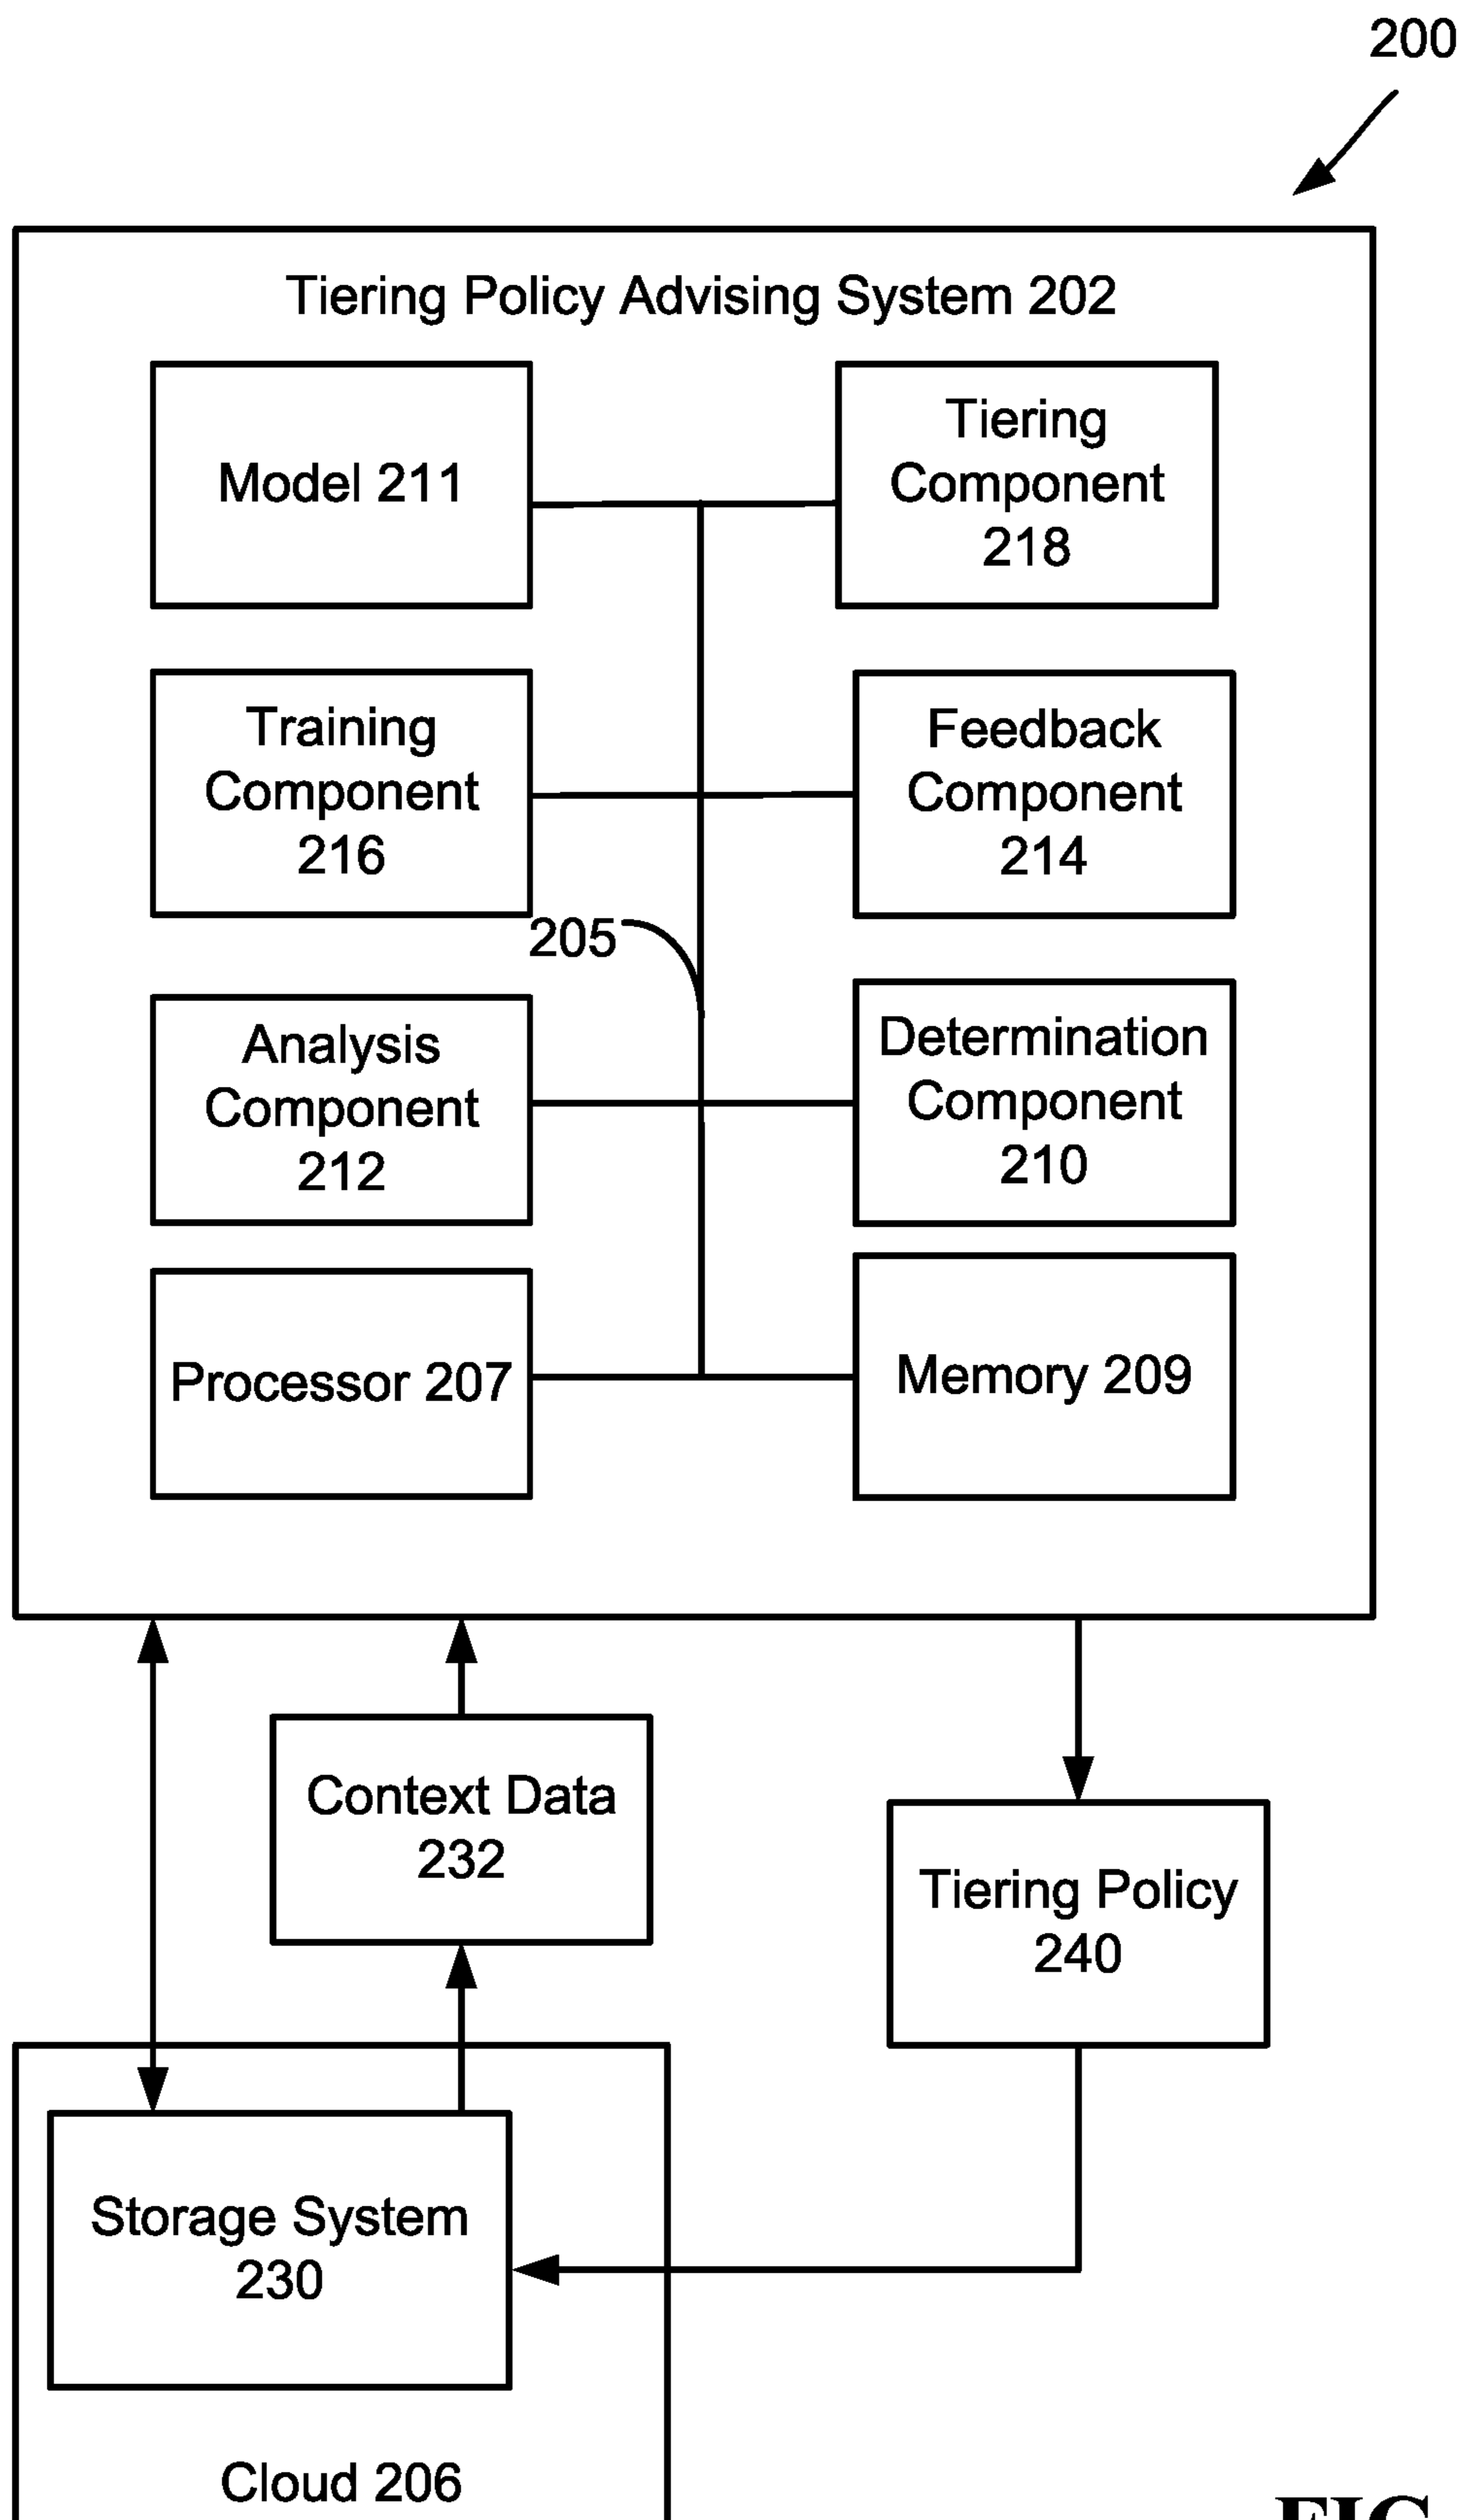 200
Tiering Policy Advising System 202
Model 211
Tiering
Component
218
Training
Component
216
Feedback
Component
214
205
Analysis
Component
212
Determination
Component
210
Processor 207
Memory 209
Context Data
232
Tiering Policy
240
Storage System
230
Cloud 206